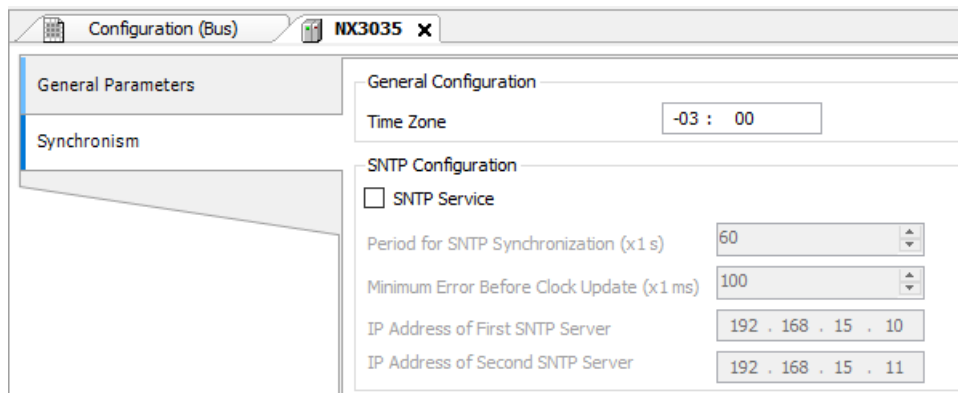 Configuration (Bus) NX3035 x
General Parameters
Synchronism
General Configuration
Time Zone -03 : 00
SNTP Configuration
SNTP Service
Period for SNTP Synchronization (x1 s) 60
Minimum Error Before Clock Update (x1 ms) 100
IP Address of First SNTP Server 192 . 168 . 15 . 10
IP Address of Second SNTP Server 192 . 168 . 15 . 11